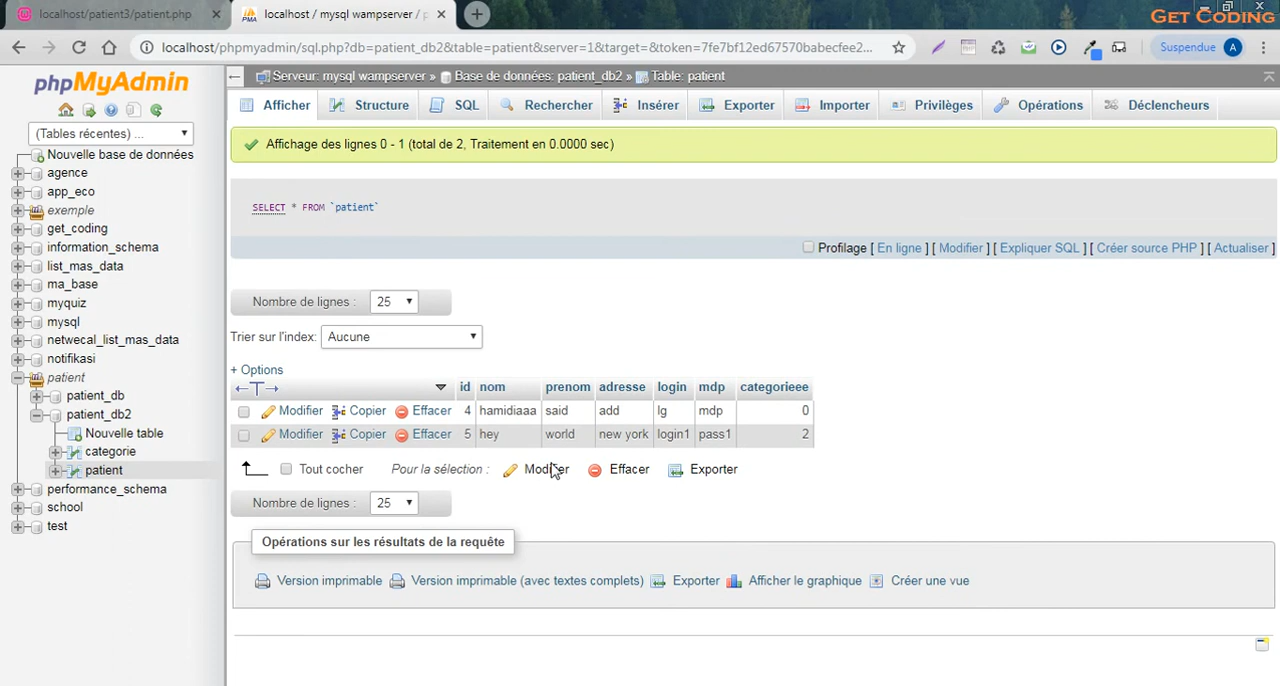 localhost/patient3/patient.php
localhost / mysql wampserver / p
GET CODING
localhost/phpmyadmin/sql.php?db=patient_db2&table=patient&server=1&target=&token=7fe7bf12ed67570babecfee2...
Suspendue A
phpMyAdmin
Serveur: mysql wampserver » Base de données: patient_db2 » Table: patient
Afficher Structure SQL Rechercher Insérer Exporter Importer Privilèges Opérations Déclencheurs
(Tables récentes) ...
Nouvelle base de données
agence
app_eco
exemple
get_coding
information_schema
list_mas_data
ma_base
myquiz
mysql
netwecal_list_mas_data
notifikasi
patient
patient_db
patient_db2
Nouvelle table
categorie
patient
performance_schema
school
test
Affichage des lignes 0 - 1 (total de 2, Traitement en 0.0000 sec)
SELECT * FROM `patient`
Profilage [ En ligne ] [ Modifier ] [ Expliquer SQL ] [ Créer source PHP ] [ Actualiser ]
Nombre de lignes : 25
Trier sur l'index: Aucune
+ Options
id nom prenom adresse login mdp categorieee
Modifier Copier Effacer 4 hamidiaaa said add lg mdp 0
Modifier Copier Effacer 5 hey world new york login1 pass1 2
Tout cocher Pour la sélection : Modifier Effacer Exporter
Nombre de lignes : 25
Opérations sur les résultats de la requête
Version imprimable Version imprimable (avec textes complets) Exporter Afficher le graphique Créer une vue